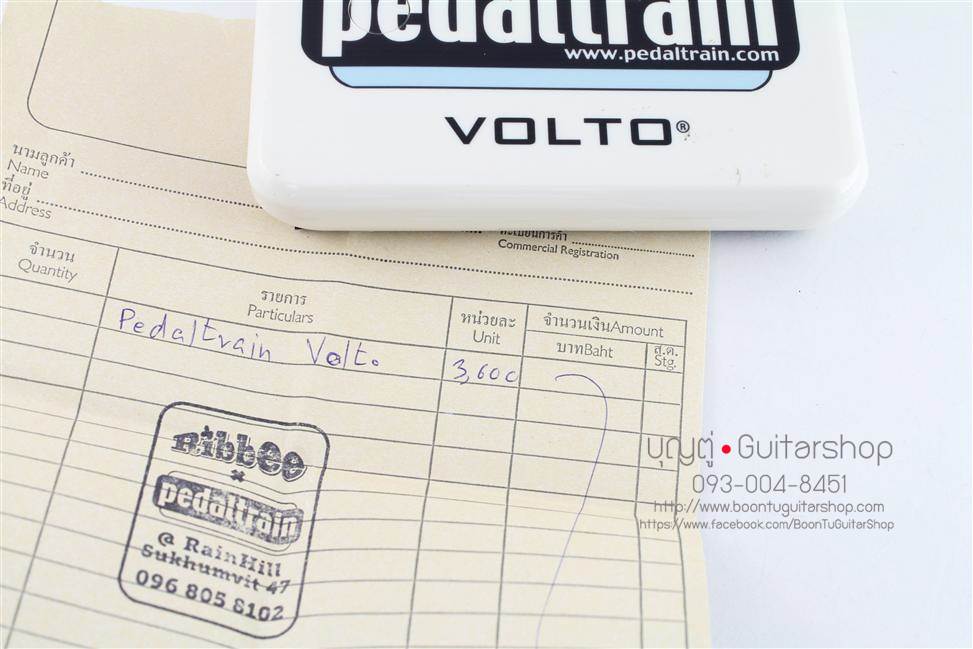 pedaltrain
www.pedaltrain.com
VOLTO®
นามลูกค้า
Name
ที่อยู่
Address
ทะเบียนการค้า
Commercial Registration
จำนวน
Quantity
รายการ
Particulars
หน่วยละ
Unit
จำนวนเงินAmount
บาทBaht
ส.ต.
Stg.
Pedaltrain Volto
3,600
Ribbee
x
pedaltrain
@ RainHill
Sukhumvit 47
096 805 8102
บุญตู่•Guitarshop
093-004-8451
http://www.boontuguitarshop.com
https://www.facebook.com/BoonTuGuitarShop